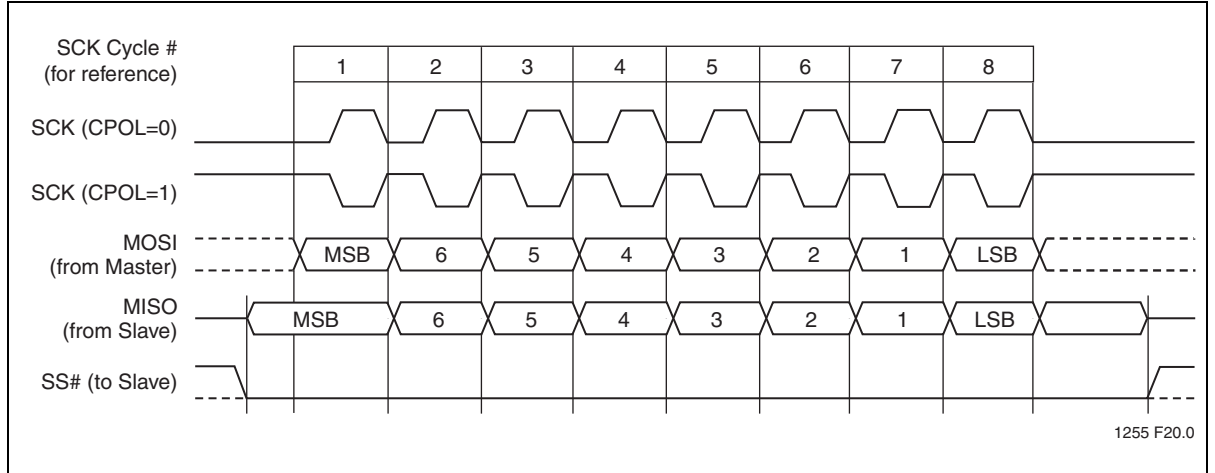 SCK Cycle #
(for reference)
1 2 3 4 5 6 7 8
SCK (CPOL=0)
SCK (CPOL=1)
MOSI
(from Master)
MSB 6 5 4 3 2 1 LSB
MISO
(from Slave)
MSB 6 5 4 3 2 1 LSB
SS# (to Slave)
1255 F20.0